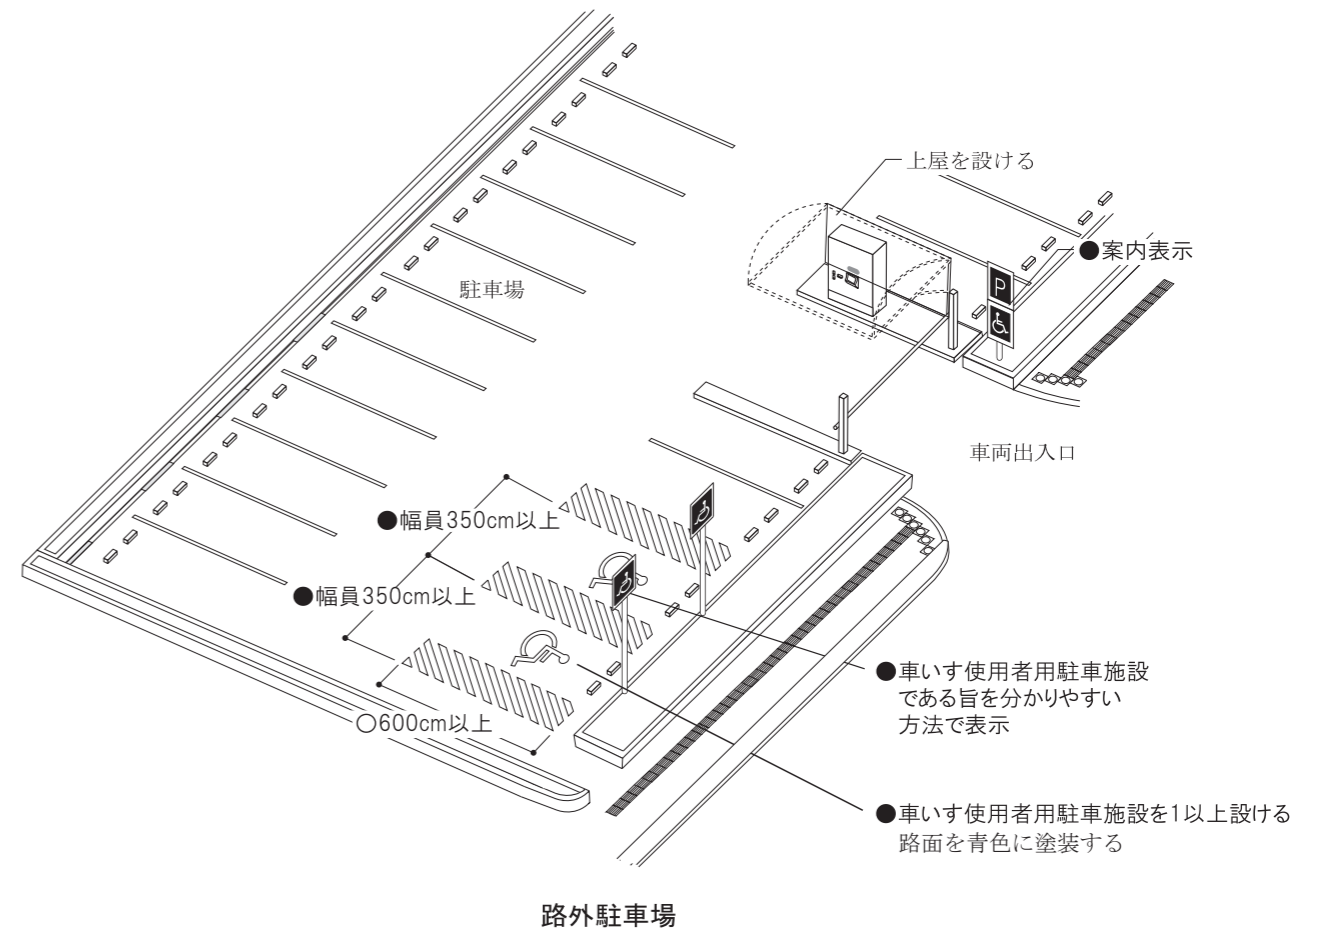 上屋を設ける
●案内表示
P
駐車場
車両出入口
●幅員350cm以上
●幅員350cm以上
○600cm以上
●車いす使用者用駐車施設
である旨を分かりやすい
方法で表示
●車いす使用者用駐車施設を1以上設ける
路面を青色に塗装する
路外駐車場